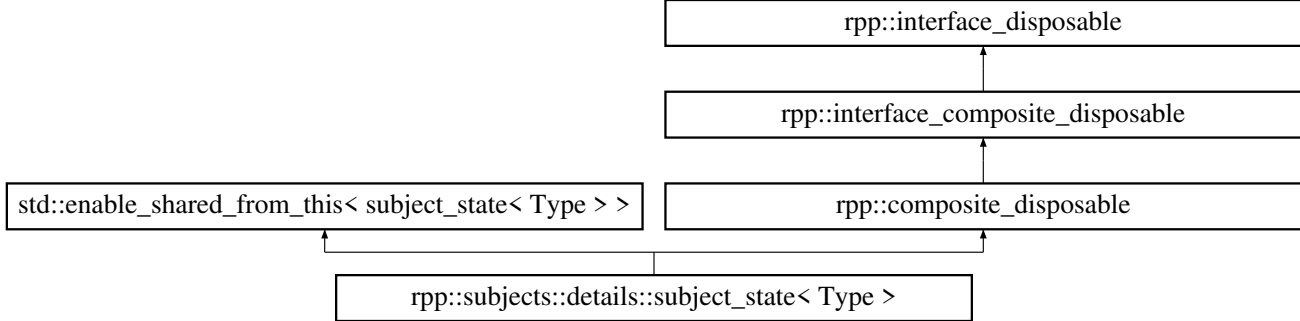 rpp::interface_disposable
rpp::interface_composite_disposable
std::enable_shared_from_this< subject_state< Type > >
rpp::composite_disposable
rpp::subjects::details::subject_state< Type >